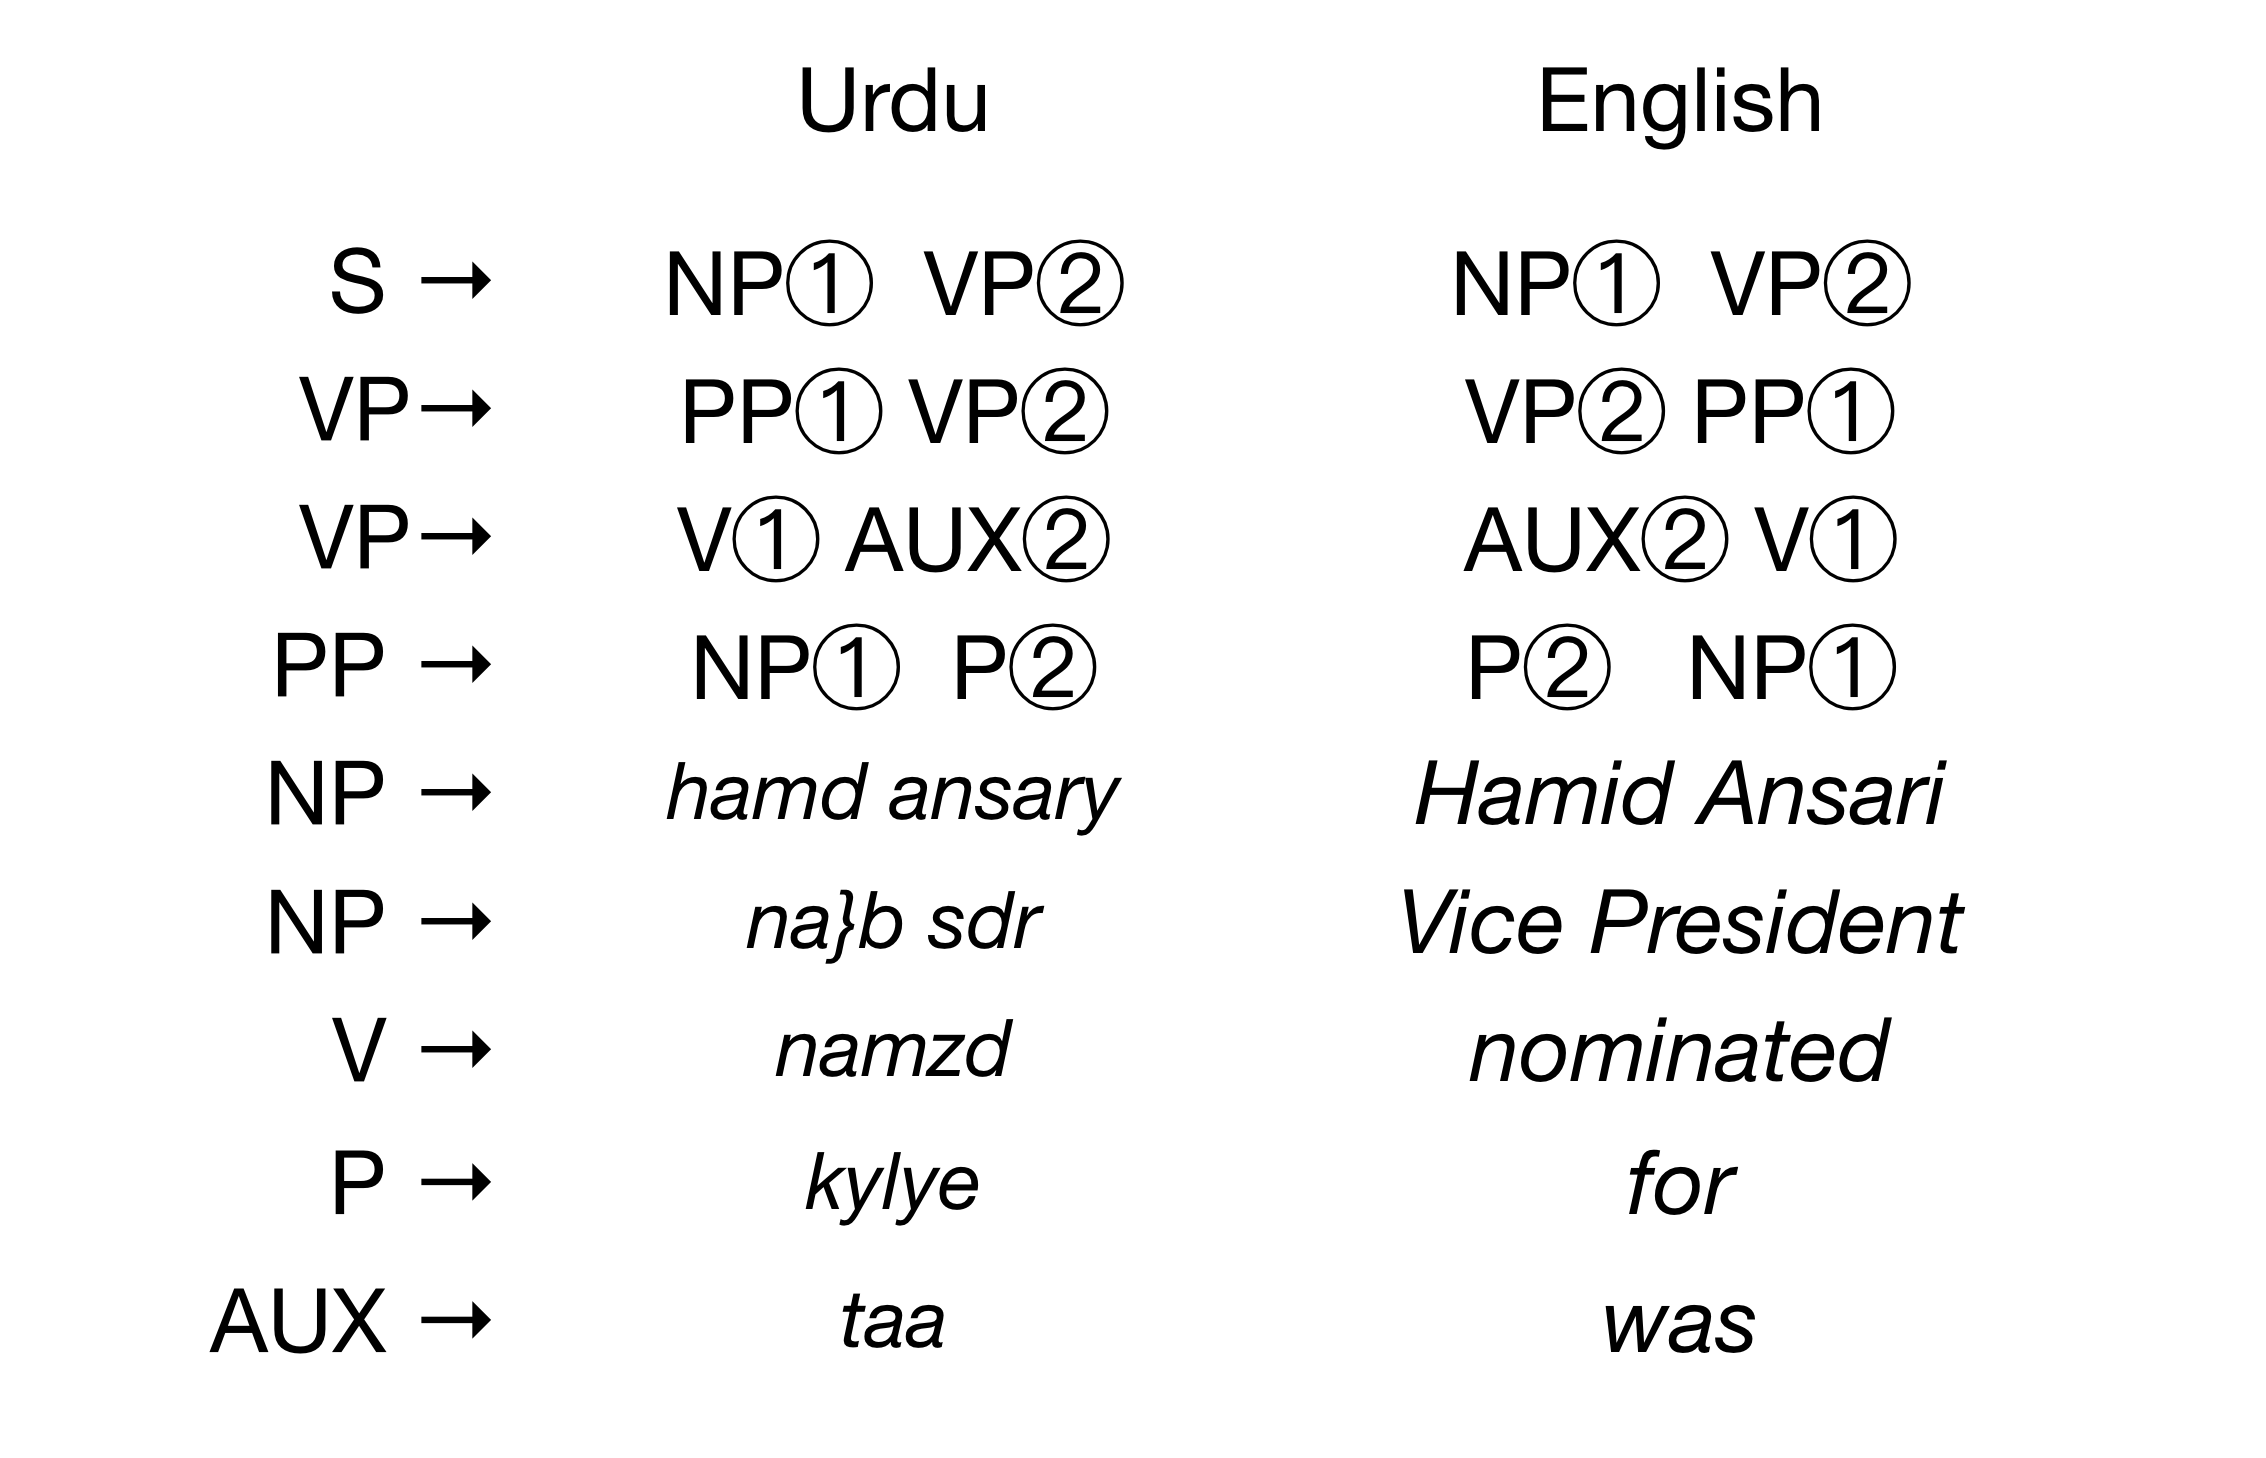 Urdu English
S → NP① VP② NP① VP②
VP→ PP① VP② VP② PP①
VP→ V① AUX② AUX② V①
PP → NP① P② P② NP①
NP → hamd ansary Hamid Ansari
NP → na}b sdr Vice President
V → namzd nominated
P → kylye for
AUX → taa was